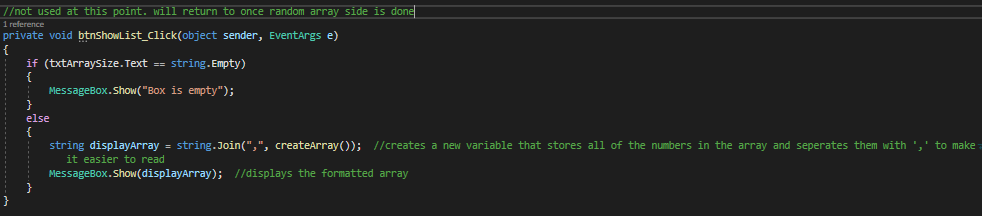 //not used at this point. will return to once random array side is done
1 reference
private void btnShowList_Click(object sender, EventArgs e)
{
if (txtArraySize.Text == string.Empty)
{
MessageBox.Show("Box is empty");
}
else
{
string displayArray = string.Join(",", createArray());  //creates a new variable that stores all of the numbers in the array and seperates them with ',' to make
it easier to read
MessageBox.Show(displayArray);  //displays the formatted array
}
}